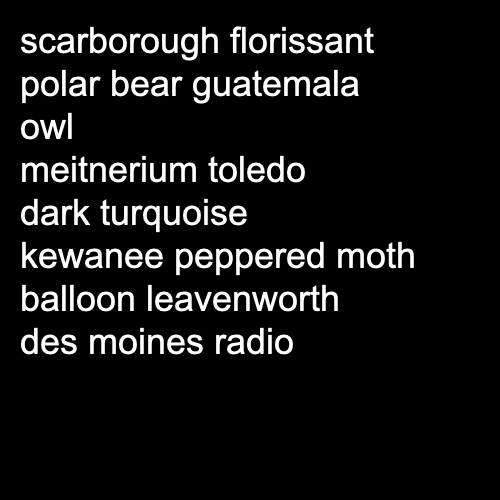 scarborough florissant
polar bear guatemala
owl
meitnerium toledo
dark turquoise
kewanee peppered moth
balloon leavenworth
des moines radio